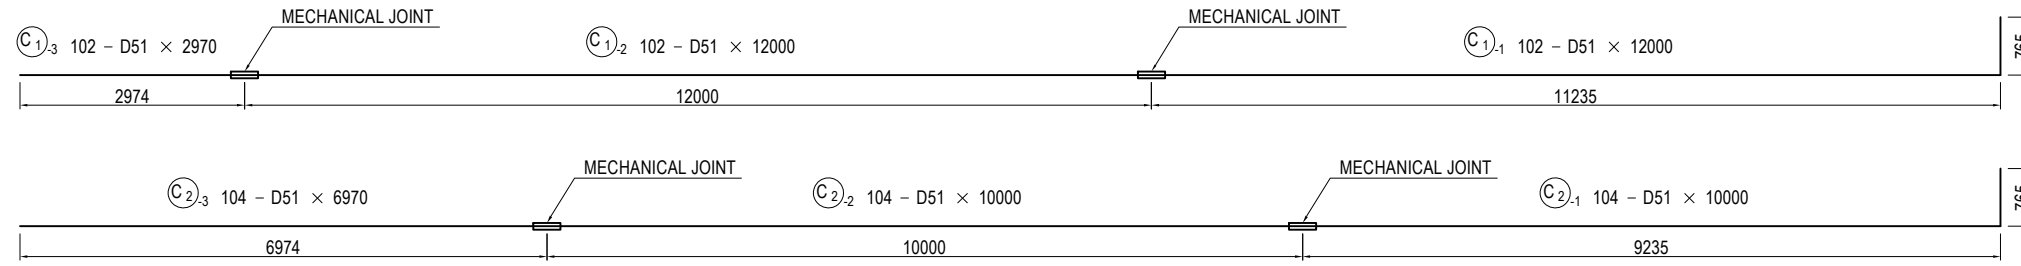 MECHANICAL JOINT MECHANICAL JOINT
C1-3 102 - D51 × 2970 C1-2 102 - D51 × 12000 C1-1 102 - D51 × 12000
765
2974 12000 11235
MECHANICAL JOINT MECHANICAL JOINT
C2-3 104 - D51 × 6970 C2-2 104 - D51 × 10000 C2-1 104 - D51 × 10000
765
6974 10000 9235